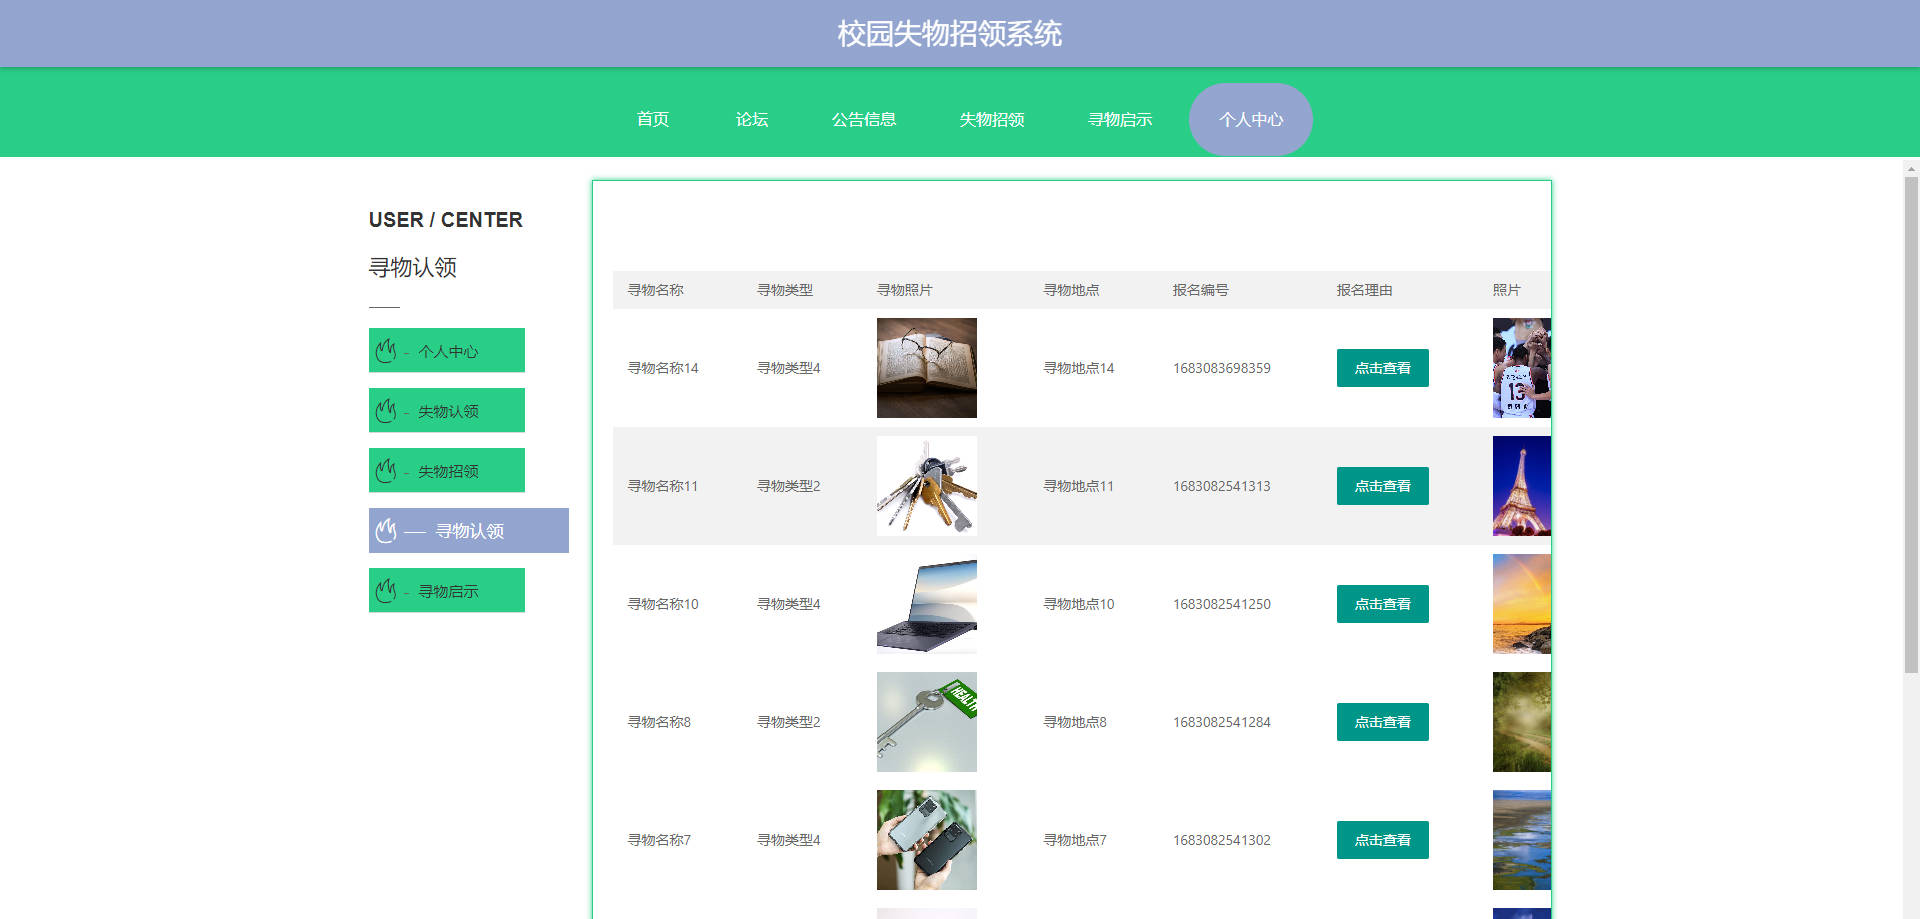 校园失物招领系统
首页 论坛 公告信息 失物招领 寻物启示 个人中心
USER / CENTER
寻物认领
- 个人中心
- 失物认领
- 失物招领
寻物认领
- 寻物启示
寻物名称 寻物类型 寻物照片 寻物地点 报名编号 报名理由 照片
寻物名称14 寻物类型4 寻物地点14 1683083698359 点击查看
13
寻物名称11 寻物类型2 寻物地点11 1683082541313 点击查看
寻物名称10 寻物类型4 寻物地点10 1683082541250 点击查看
HEALTH
寻物名称8 寻物类型2 寻物地点8 1683082541284 点击查看
寻物名称7 寻物类型4 寻物地点7 1683082541302 点击查看